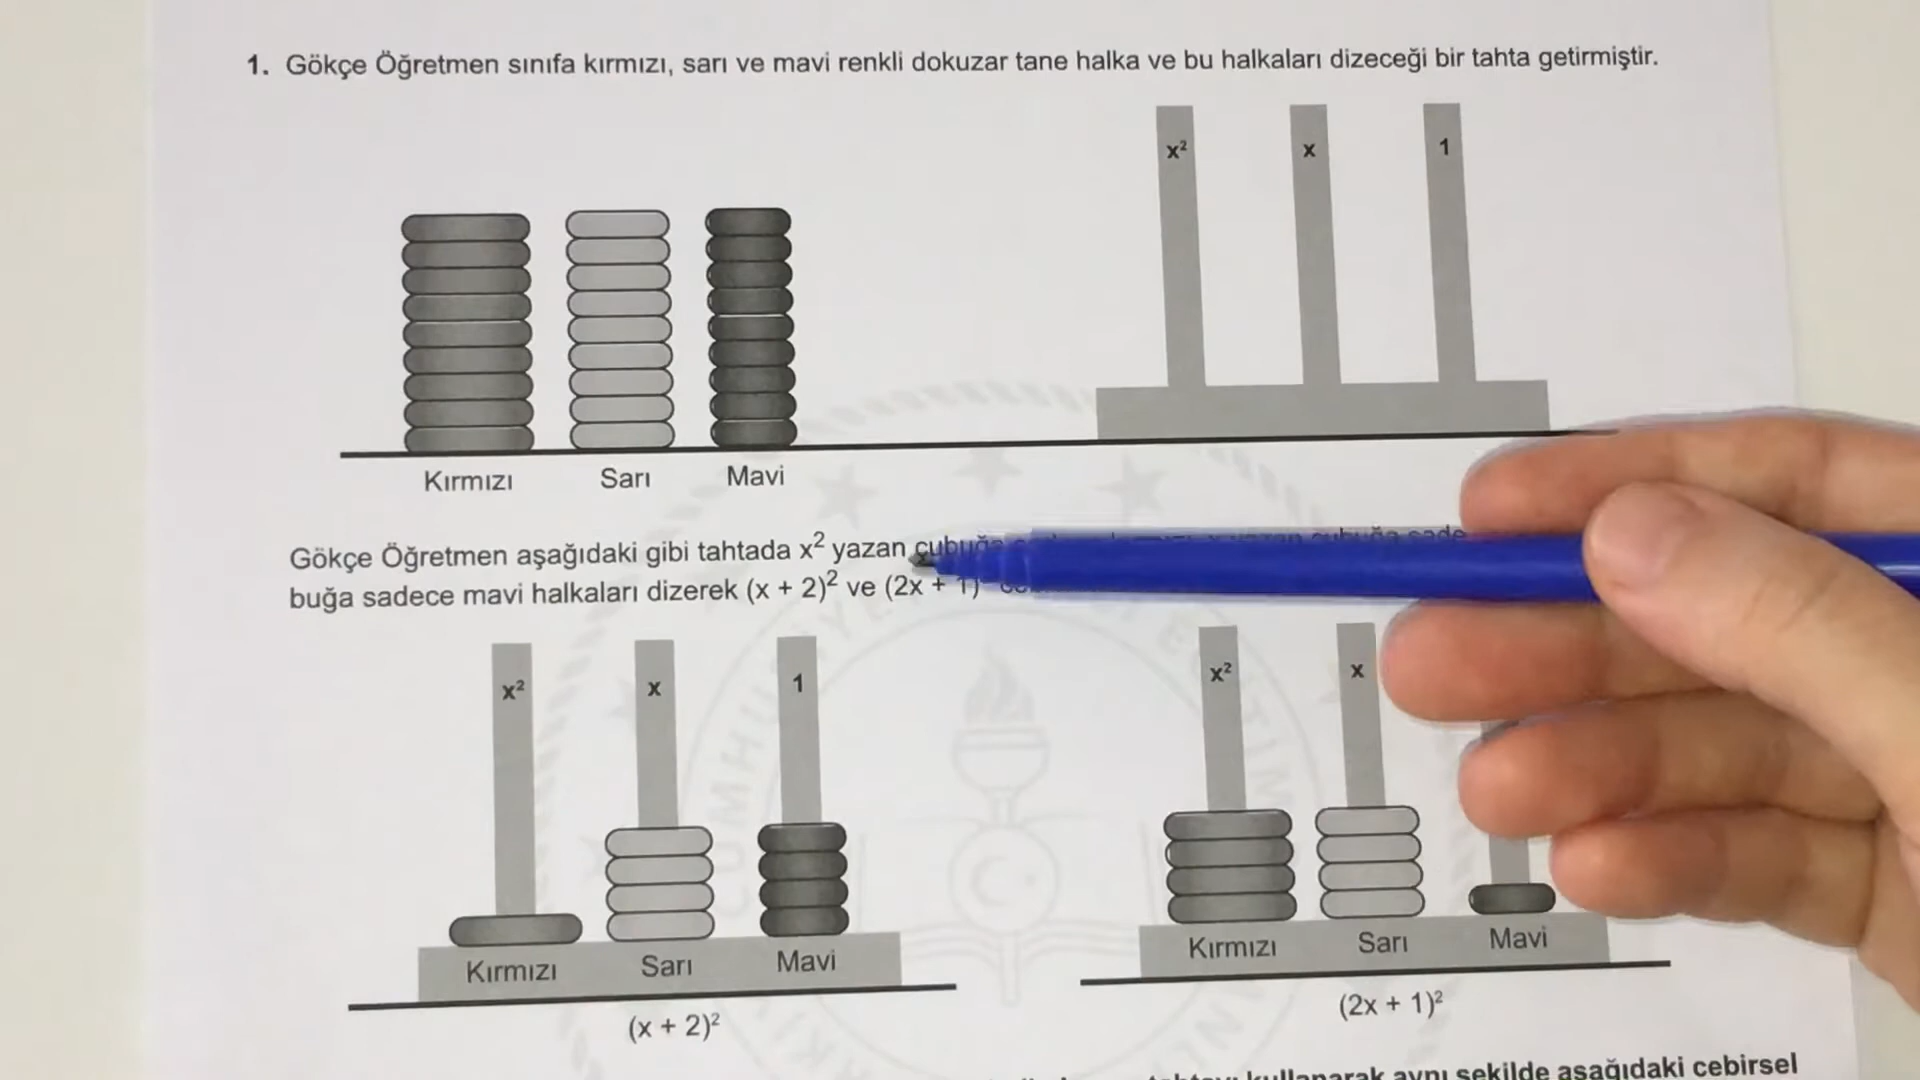 1. Gökçe Öğretmen sınıfa kırmızı, sarı ve mavi renkli dokuzar tane halka ve bu halkaları dizeceği bir tahta getirmiştir.
x² x 1
Kırmızı Sarı Mavi
Gökçe Öğretmen aşağıdaki gibi tahtada x² yazan çubuğa
buğa sadece mavi halkaları dizerek (x + 2)² ve (2x + 1)
x² x 1
x² x
Kırmızı Sarı Mavi
Kırmızı Sarı Mavi
(x + 2)²
(2x + 1)²
kullanarak aynı şekilde aşağıdaki cebirsel